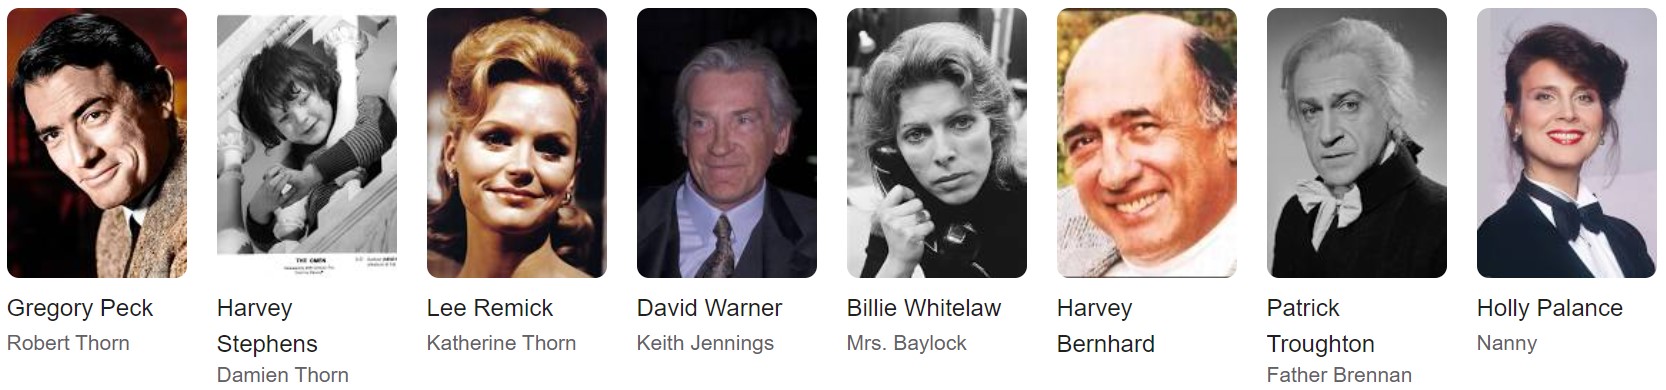 THE OMEN
Gregory Peck
Robert Thorn
Harvey
Stephens
Damien Thorn
Lee Remick
Katherine Thorn
David Warner
Keith Jennings
Billie Whitelaw
Mrs. Baylock
Harvey
Bernhard
Patrick
Troughton
Father Brennan
Holly Palance
Nanny